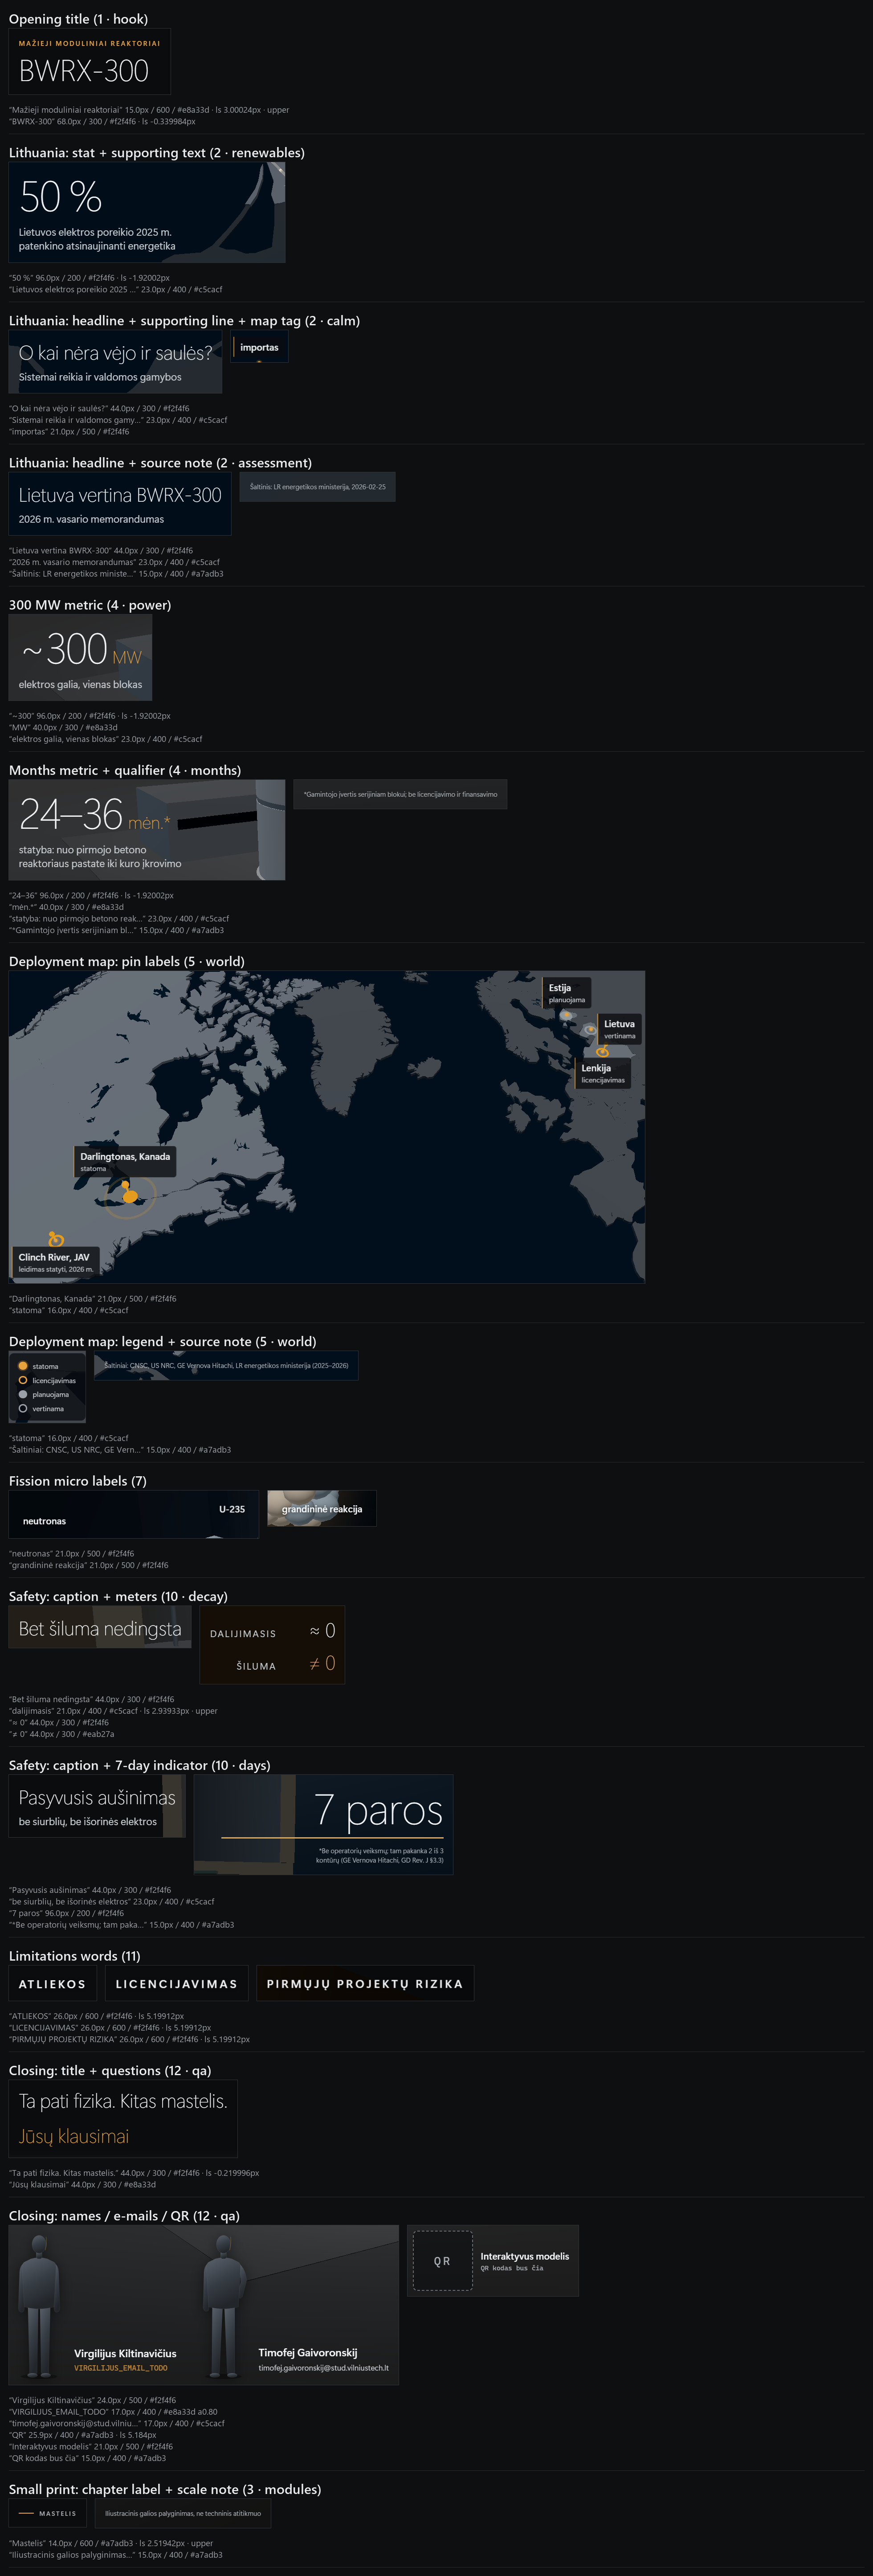 Opening title (1 · hook)
MAŽIEJI MODULINIAI REAKTORIAI
BWRX-300
“Mažieji moduliniai reaktoriai” 15.0px / 600 / #e8a33d · ls 3.00024px · upper
“BWRX-300” 68.0px / 300 / #f2f4f6 · ls -0.339984px
Lithuania: stat + supporting text (2 · renewables)
50 %
Lietuvos elektros poreikio 2025 m.
patenkino atsinaujinanti energetika
“50 %” 96.0px / 200 / #f2f4f6 · ls -1.92002px
“Lietuvos elektros poreikio 2025 …” 23.0px / 400 / #c5cacf
Lithuania: headline + supporting line + map tag (2 · calm)
O kai nėra vėjo ir saulės?
Sistemai reikia ir valdomos gamybos
importas
“O kai nėra vėjo ir saulės?” 44.0px / 300 / #f2f4f6
“Sistemai reikia ir valdomos gamy…” 23.0px / 400 / #c5cacf
“importas” 21.0px / 500 / #f2f4f6
Lithuania: headline + source note (2 · assessment)
Lietuva vertina BWRX-300
2026 m. vasario memorandumas
Šaltinis: LR energetikos ministerija, 2026-02-25
“Lietuva vertina BWRX-300” 44.0px / 300 / #f2f4f6
“2026 m. vasario memorandumas” 23.0px / 400 / #c5cacf
“Šaltinis: LR energetikos ministe…” 15.0px / 400 / #a7adb3
300 MW metric (4 · power)
~300 MW
elektros galia, vienas blokas
“~300” 96.0px / 200 / #f2f4f6 · ls -1.92002px
“MW” 40.0px / 300 / #e8a33d
“elektros galia, vienas blokas” 23.0px / 400 / #c5cacf
Months metric + qualifier (4 · months)
24–36 mėn.*
statyba: nuo pirmojo betono
reaktoriaus pastate iki kuro įkrovimo
*Gamintojo įvertis serijiniam blokui; be licencijavimo ir finansavimo
“24–36” 96.0px / 200 / #f2f4f6 · ls -1.92002px
“mėn.*” 40.0px / 300 / #e8a33d
“statyba: nuo pirmojo betono reak…” 23.0px / 400 / #c5cacf
“*Gamintojo įvertis serijiniam bl…” 15.0px / 400 / #a7adb3
Deployment map: pin labels (5 · world)
Estija
planuojama
Lietuva
vertinama
Lenkija
licencijavimas
Darlingtonas, Kanada
statoma
Clinch River, JAV
leidimas statyti, 2026 m.
“Darlingtonas, Kanada” 21.0px / 500 / #f2f4f6
“statoma” 16.0px / 400 / #c5cacf
Deployment map: legend + source note (5 · world)
statoma
licencijavimas
planuojama
vertinama
Šaltiniai: CNSC, US NRC, GE Vernova Hitachi, LR energetikos ministerija (2025–2026)
“statoma” 16.0px / 400 / #c5cacf
“Šaltiniai: CNSC, US NRC, GE Vern…” 15.0px / 400 / #a7adb3
Fission micro labels (7)
U-235
neutronas
grandininė reakcija
“neutronas” 21.0px / 500 / #f2f4f6
“grandininė reakcija” 21.0px / 500 / #f2f4f6
Safety: caption + meters (10 · decay)
Bet šiluma nedingsta
DALIJIMASIS ≈ 0
ŠILUMA ≠ 0
“Bet šiluma nedingsta” 44.0px / 300 / #f2f4f6
“dalijimasis” 21.0px / 400 / #c5cacf · ls 2.93933px · upper
“≈ 0” 44.0px / 300 / #f2f4f6
“≠ 0” 44.0px / 300 / #eab27a
Safety: caption + 7-day indicator (10 · days)
Pasyvusis aušinimas
be siurblių, be išorinės elektros
7 paros
*Be operatorių veiksmų; tam pakanka 2 iš 3
kontūrų (GE Vernova Hitachi, GD Rev. J §3.3)
“Pasyvusis aušinimas” 44.0px / 300 / #f2f4f6
“be siurblių, be išorinės elektros” 23.0px / 400 / #c5cacf
“7 paros” 96.0px / 200 / #f2f4f6
“*Be operatorių veiksmų; tam paka…” 15.0px / 400 / #a7adb3
Limitations words (11)
ATLIEKOS
LICENCIJAVIMAS
PIRMŲJŲ PROJEKTŲ RIZIKA
“ATLIEKOS” 26.0px / 600 / #f2f4f6 · ls 5.19912px
“LICENCIJAVIMAS” 26.0px / 600 / #f2f4f6 · ls 5.19912px
“PIRMŲJŲ PROJEKTŲ RIZIKA” 26.0px / 600 / #f2f4f6 · ls 5.19912px
Closing: title + questions (12 · qa)
Ta pati fizika. Kitas mastelis.
Jūsų klausimai
“Ta pati fizika. Kitas mastelis.” 44.0px / 300 / #f2f4f6 · ls -0.219996px
“Jūsų klausimai” 44.0px / 300 / #e8a33d
Closing: names / e-mails / QR (12 · qa)
Virgilijus Kiltinavičius
VIRGILIJUS_EMAIL_TODO
Timofej Gaivoronskij
timofej.gaivoronskij@stud.vilniustech.lt
QR
Interaktyvus modelis
QR kodas bus čia
“Virgilijus Kiltinavičius” 24.0px / 500 / #f2f4f6
“VIRGILIJUS_EMAIL_TODO” 17.0px / 400 / #e8a33d a0.80
“timofej.gaivoronskij@stud.vilniu…” 17.0px / 400 / #c5cacf
“QR” 25.9px / 400 / #a7adb3 · ls 5.184px
“Interaktyvus modelis” 21.0px / 500 / #f2f4f6
“QR kodas bus čia” 15.0px / 400 / #a7adb3
Small print: chapter label + scale note (3 · modules)
MASTELIS
Iliustracinis galios palyginimas, ne techninis atitikmuo
“Mastelis” 14.0px / 600 / #a7adb3 · ls 2.51942px · upper
“Iliustracinis galios palyginimas…” 15.0px / 400 / #a7adb3